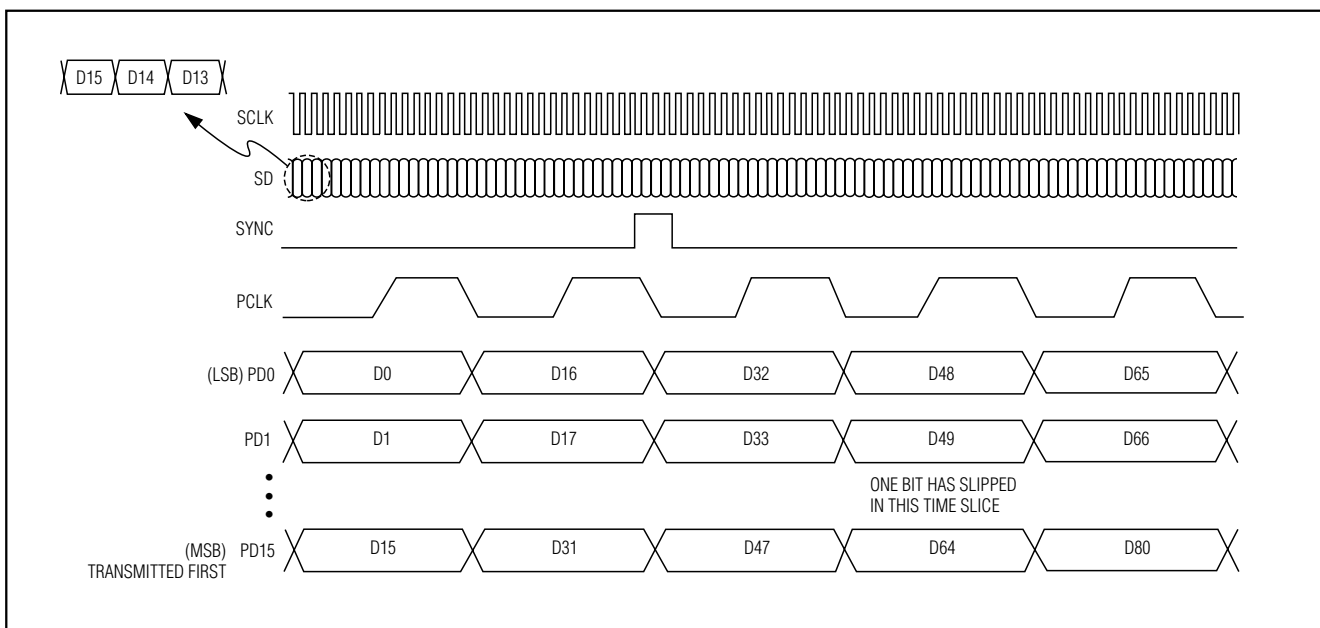 D15 D14 D13
SCLK
SD
SYNC
PCLK
(LSB) PD0 D0 D16 D32 D48 D65
PD1 D1 D17 D33 D49 D66
ONE BIT HAS SLIPPED
IN THIS TIME SLICE
(MSB) PD15 D15 D31 D47 D64 D80
TRANSMITTED FIRST